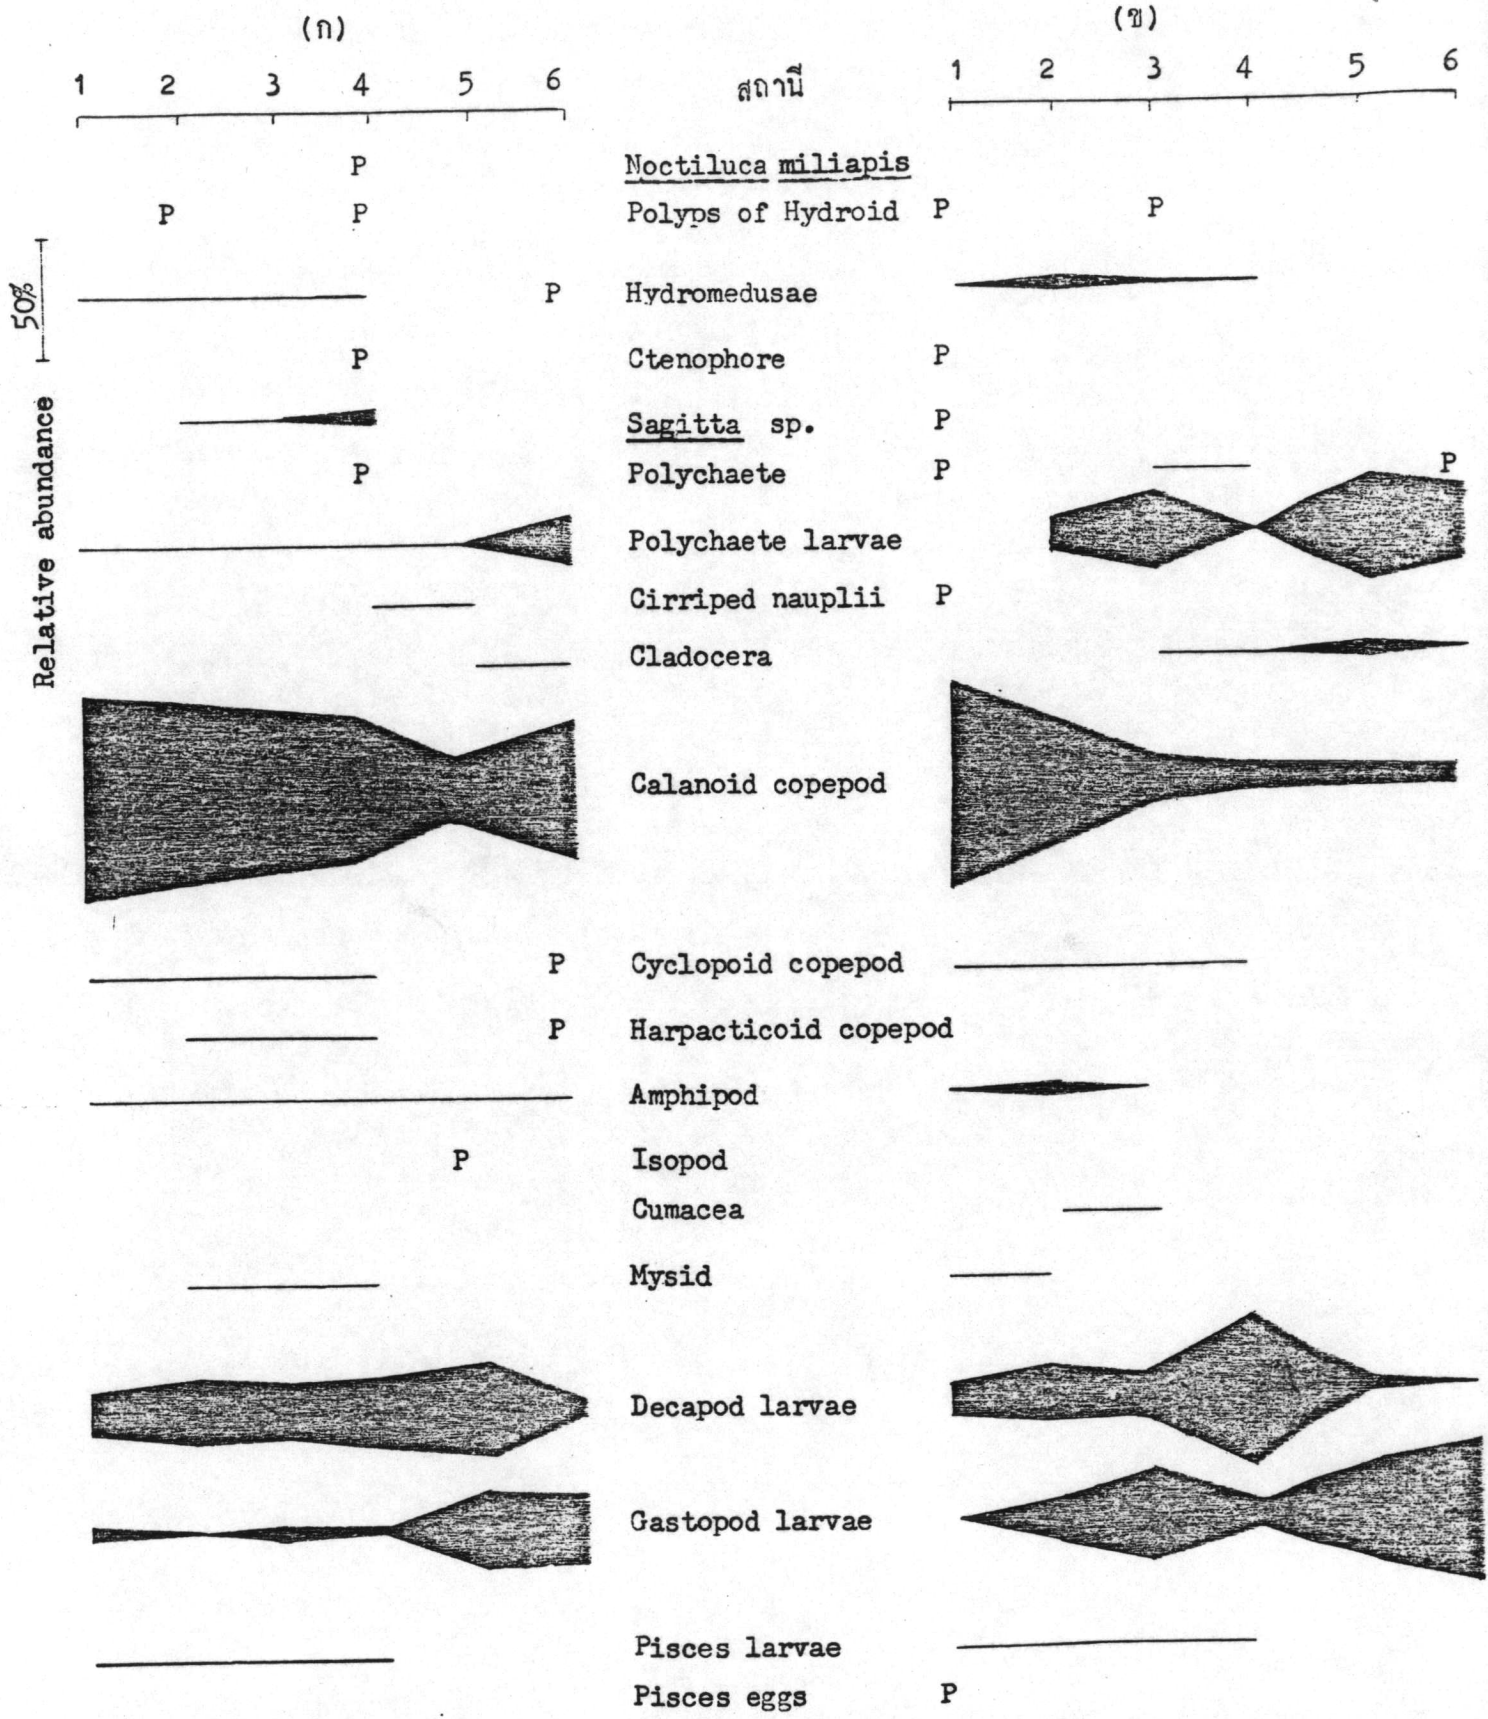 (ก) (ข)
1 2 3 4 5 6 สถานี 1 2 3 4 5 6
P Noctiluca miliapis
P P Polyps of Hydroid P P
50%
P Hydromedusae
P Ctenophore P
Sagitta sp. P
P Polychaete P P
Relative abundance
Polychaete larvae
Cirriped nauplii P
Cladocera
Calanoid copepod
P Cyclopoid copepod
P Harpacticoid copepod
Amphipod
P Isopod
Cumacea
Mysid
Decapod larvae
Gastopod larvae
Pisces larvae
Pisces eggs P